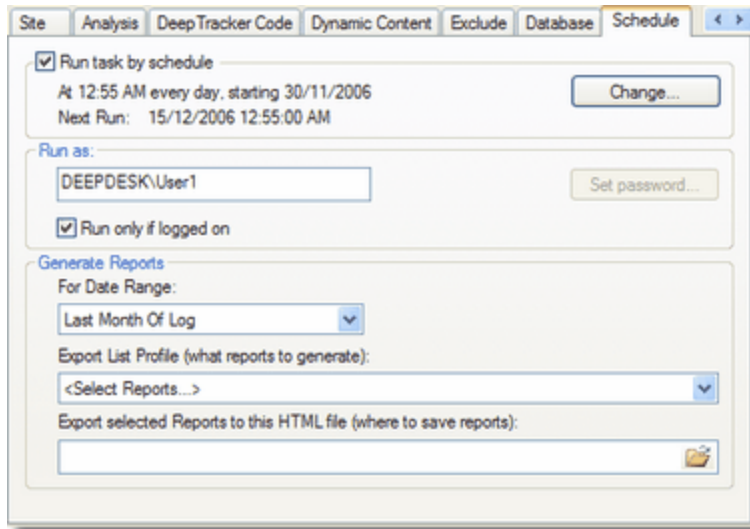 Site Analysis DeepTracker Code Dynamic Content Exclude Database Schedule
Run task by schedule
At 12:55 AM every day, starting 30/11/2006
Change...
Next Run: 15/12/2006 12:55:00 AM
Run as:
DEEPDESK\User1
Set password...
Run only if logged on
Generate Reports
For Date Range:
Last Month Of Log
Export List Profile (what reports to generate):
<Select Reports...>
Export selected Reports to this HTML file (where to save reports):